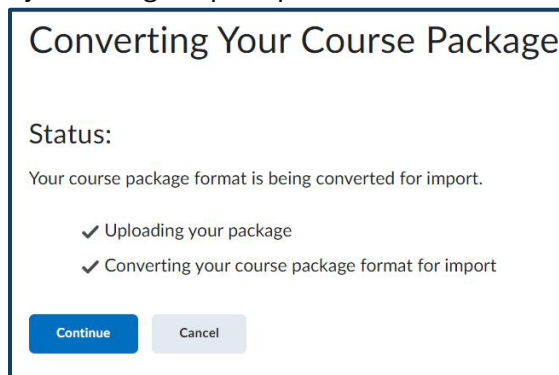 Converting Your Course Package
Status:
Your course package format is being converted for import.
Uploading your package
Converting your course package format for import
Continue Cancel